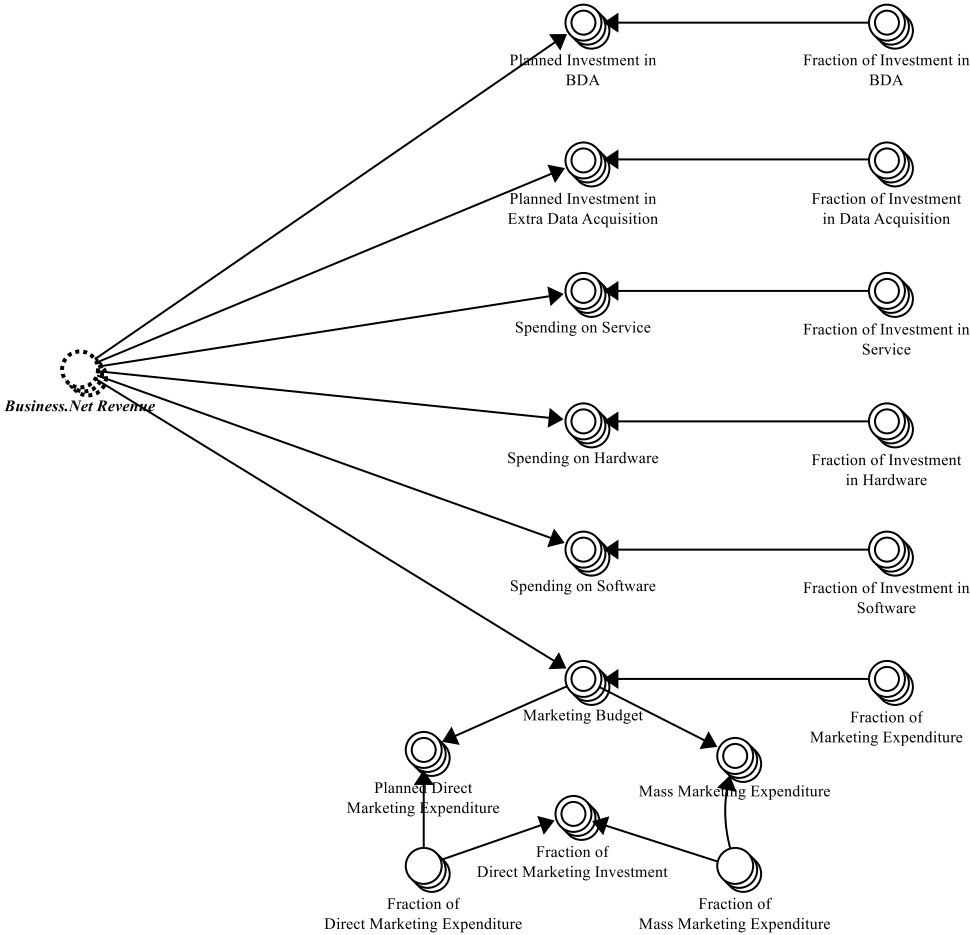 Planned Investment in
BDA
Fraction of Investment in
BDA
Planned Investment in
Extra Data Acquisition
Fraction of Investment
in Data Acquisition
Spending on Service
Fraction of Investment in
Service
Business.Net Revenue
Spending on Hardware
Fraction of Investment
in Hardware
Spending on Software
Fraction of Investment in
Software
Marketing Budget
Fraction of
Marketing Expenditure
Planned Direct
Marketing Expenditure
Mass Marketing Expenditure
Fraction of
Direct Marketing Investment
Fraction of
Direct Marketing Expenditure
Fraction of
Mass Marketing Expenditure